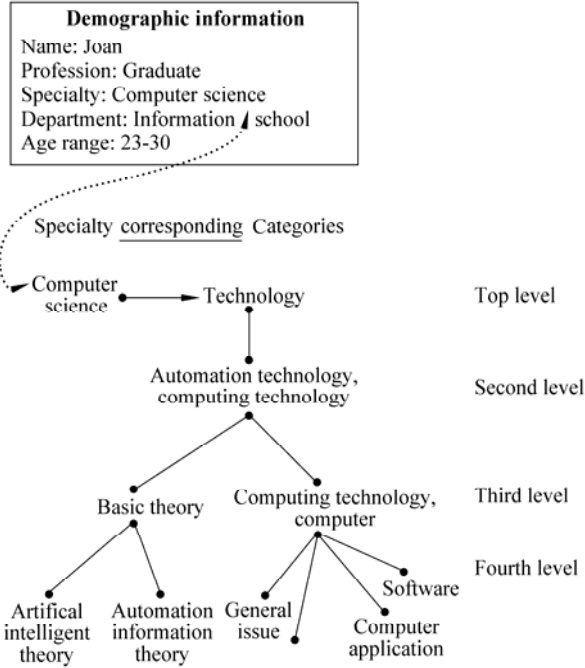 Demographic information
Name: Joan
Profession: Graduate
Specialty: Computer science
Department: Information school
Age range: 23-30
Specialty corresponding Categories
Computer
science
Technology
Top level
Automation technology,
computing technology
Second level
Basic theory
Computing technology,
computer
Third level
Fourth level
Software
Artifical
intelligent theory
Automation
information
theory
General
issue
Computer
application